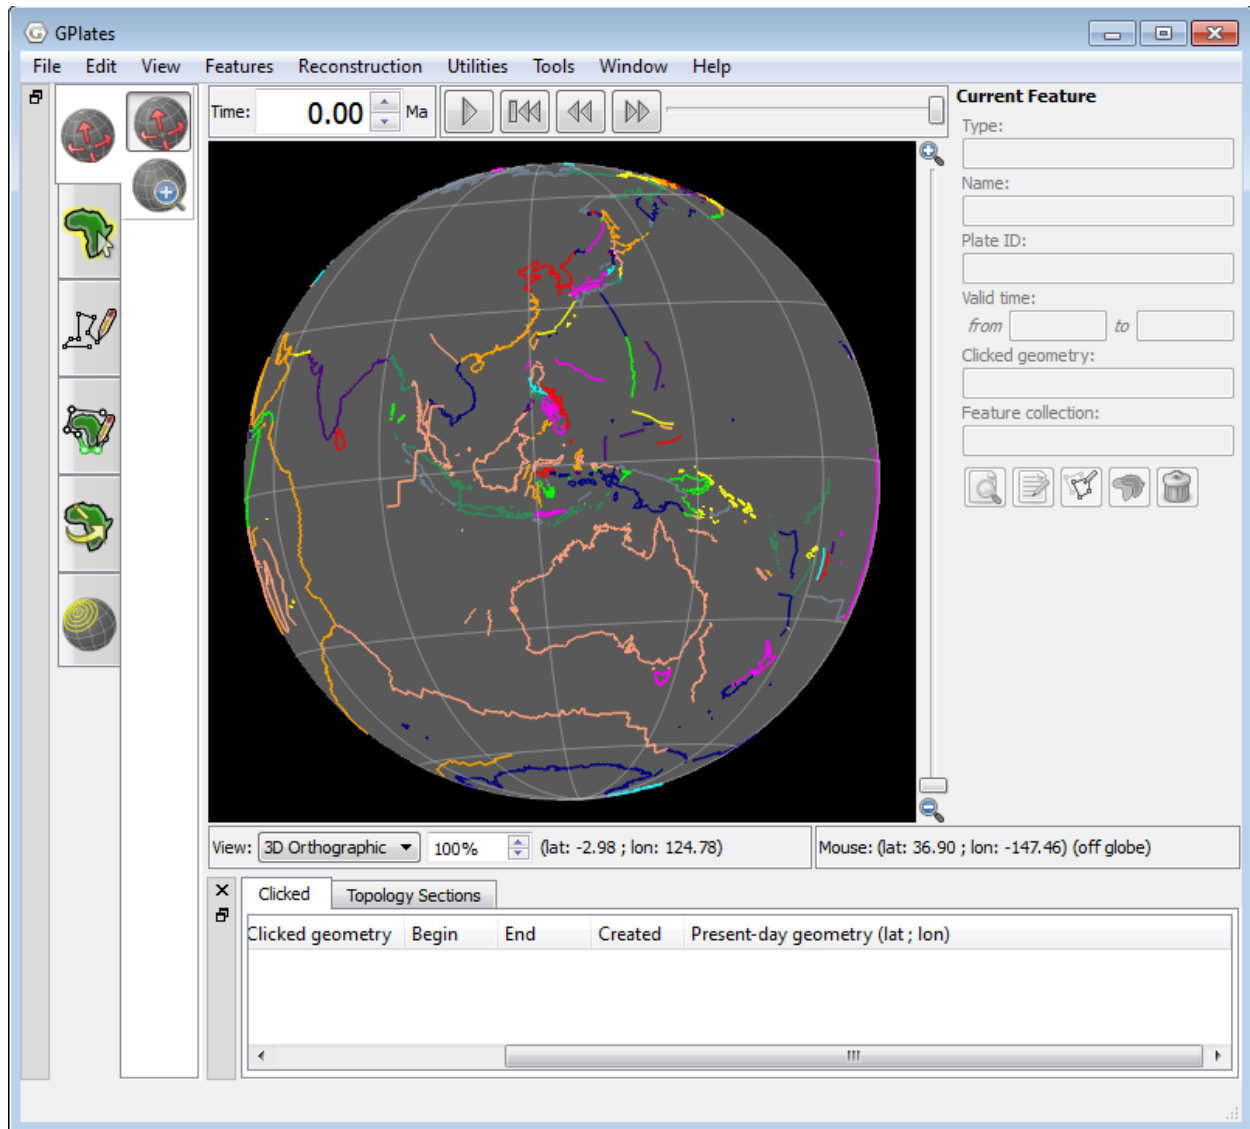 GPlates
File Edit View Features Reconstruction Utilities Tools Window Help
Time: 0.00 Ma
Current Feature
Type:
Name:
Plate ID:
Valid time:
from to
Clicked geometry:
Feature collection:
View: 3D Orthographic 100% (lat: -2.98 ; lon: 124.78) Mouse: (lat: 36.90 ; lon: -147.46) (off globe)
Clicked Topology Sections
Clicked geometry Begin End Created Present-day geometry (lat ; lon)